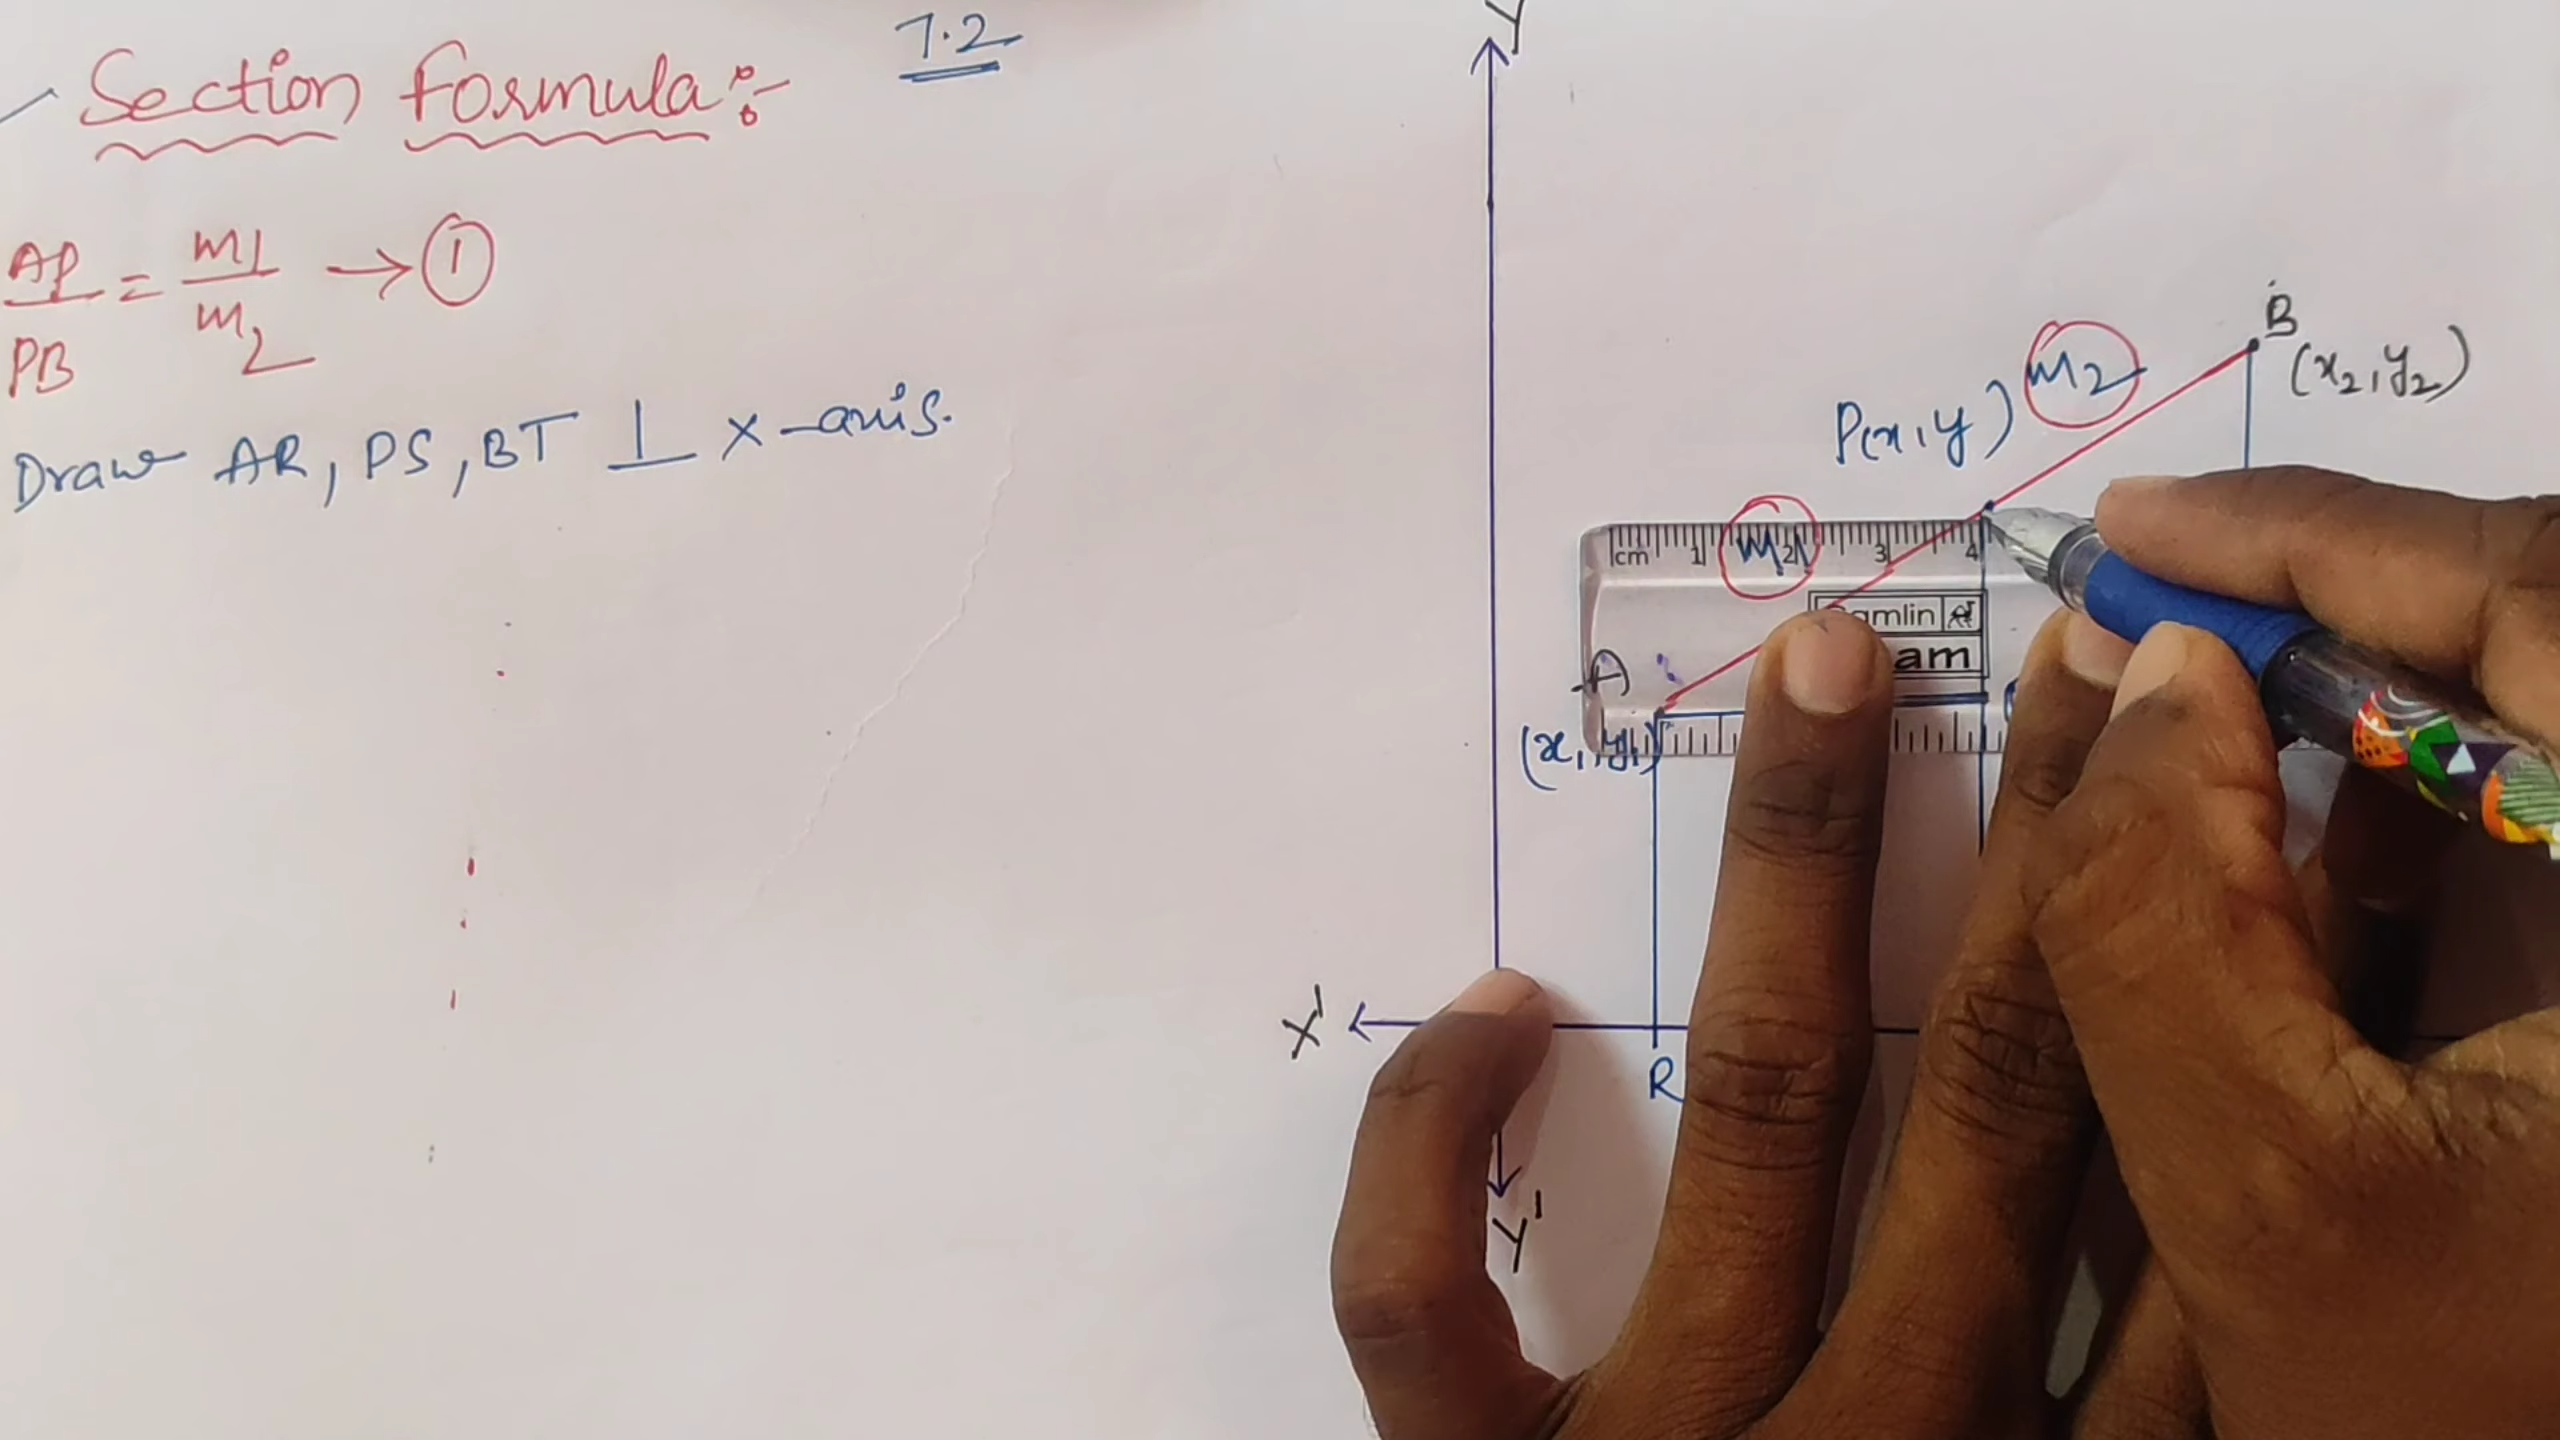 7.2
Section Formula:-
AP/PB = m1/m2 → ①
Draw AR, PS, BT ⊥ x-axis.
Y
B
(x₂, y₂)
m₂
P(x, y)
cm 1 2 3 4
m₁
am
A
(x₁, y₁)
X'
R
Y'